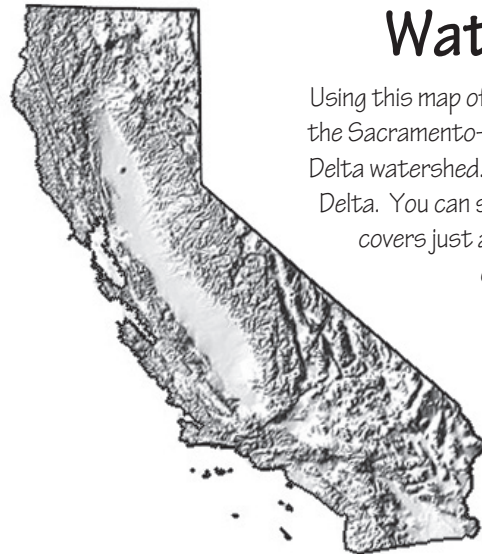 Wat
Using this map of
the Sacramento-
Delta watershed.
Delta. You can s
covers just a